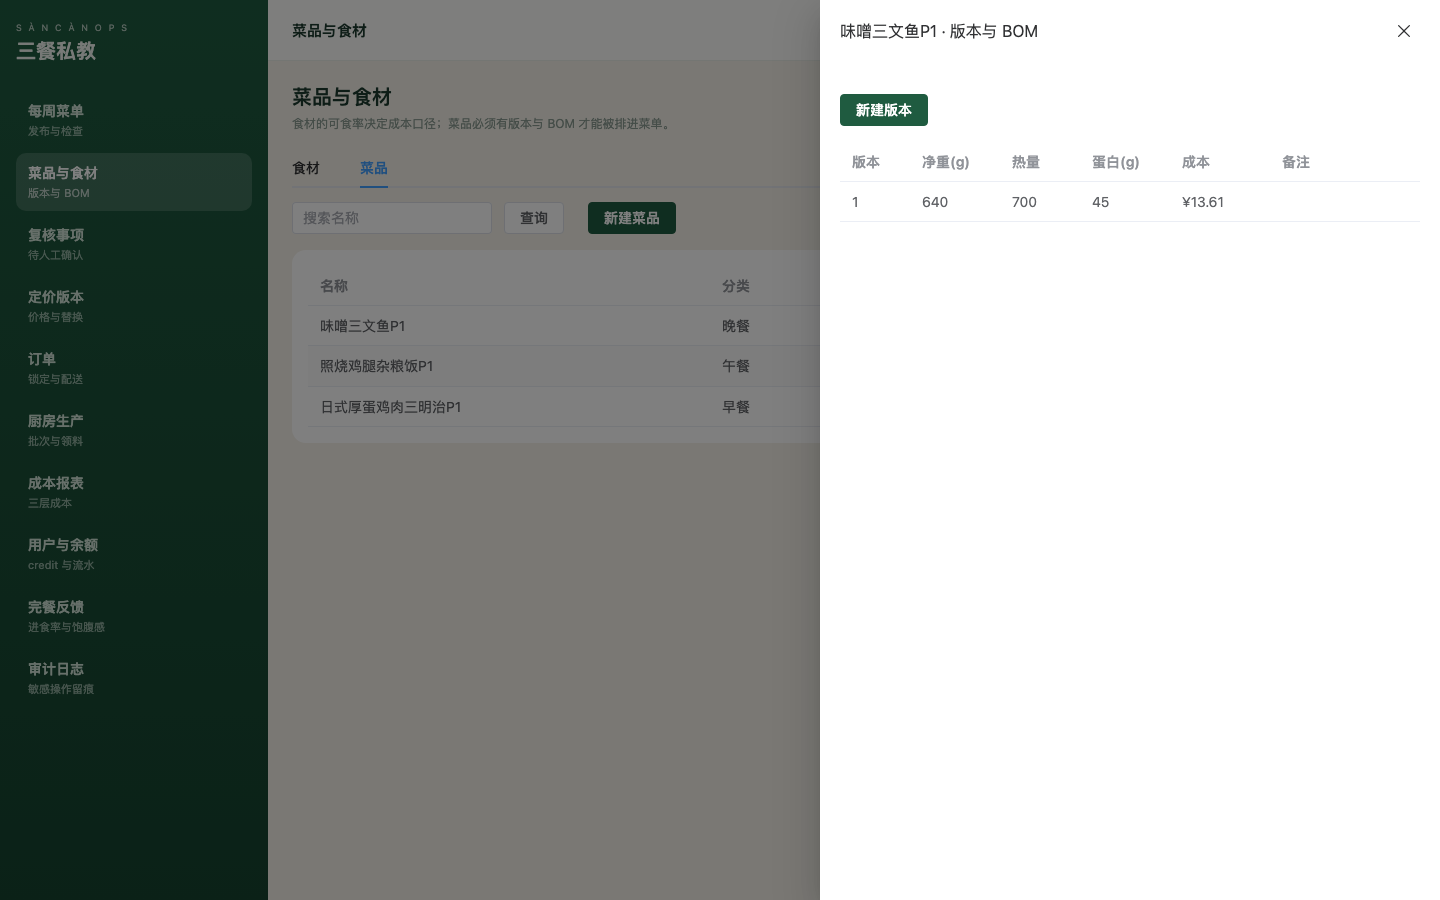 SÀNCÀNOPS
三餐私教
每周菜单
发布与检查
菜品与食材
版本与 BOM
复核事项
待人工确认
定价版本
价格与替换
订单
锁定与配送
厨房生产
批次与领料
成本报表
三层成本
用户与余额
credit 与流水
完餐反馈
进食率与饱腹感
审计日志
敏感操作留痕
菜品与食材
菜品与食材
食材的可食率决定成本口径；菜品必须有版本与 BOM 才能被排进菜单。
食材 菜品
搜索名称 查询 新建菜品
名称 分类
味噌三文鱼P1 晚餐
照烧鸡腿杂粮饭P1 午餐
日式厚蛋鸡肉三明治P1 早餐
味噌三文鱼P1 · 版本与 BOM
新建版本
版本 净重(g) 热量 蛋白(g) 成本 备注
1 640 700 45 ¥13.61